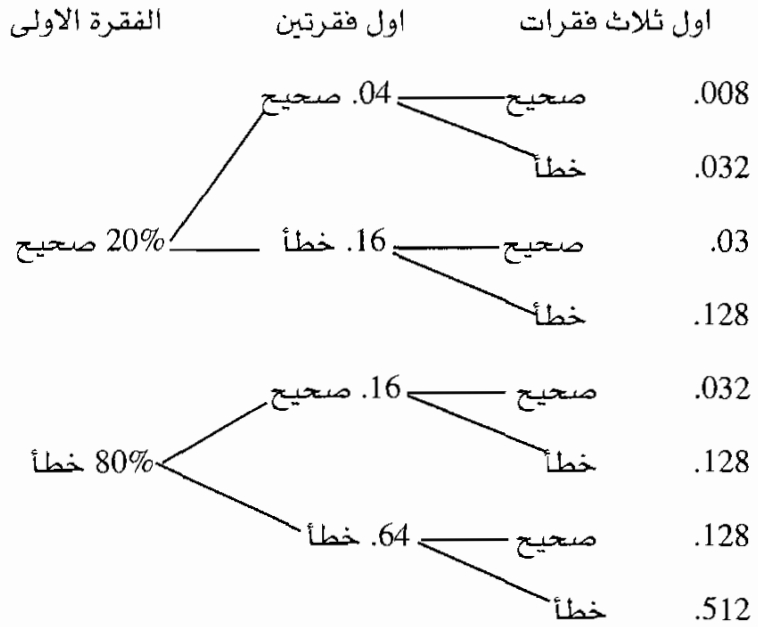 الفقرة الاولى اول فقرتين اول ثلاث فقرات
صحيح .04 صحيح .008
خطأ .032
صحيح 20% خطأ .16 صحيح .03
خطأ .128
صحيح .16 صحيح .032
خطأ 80% خطأ .128
خطأ .64 صحيح .128
خطأ .512